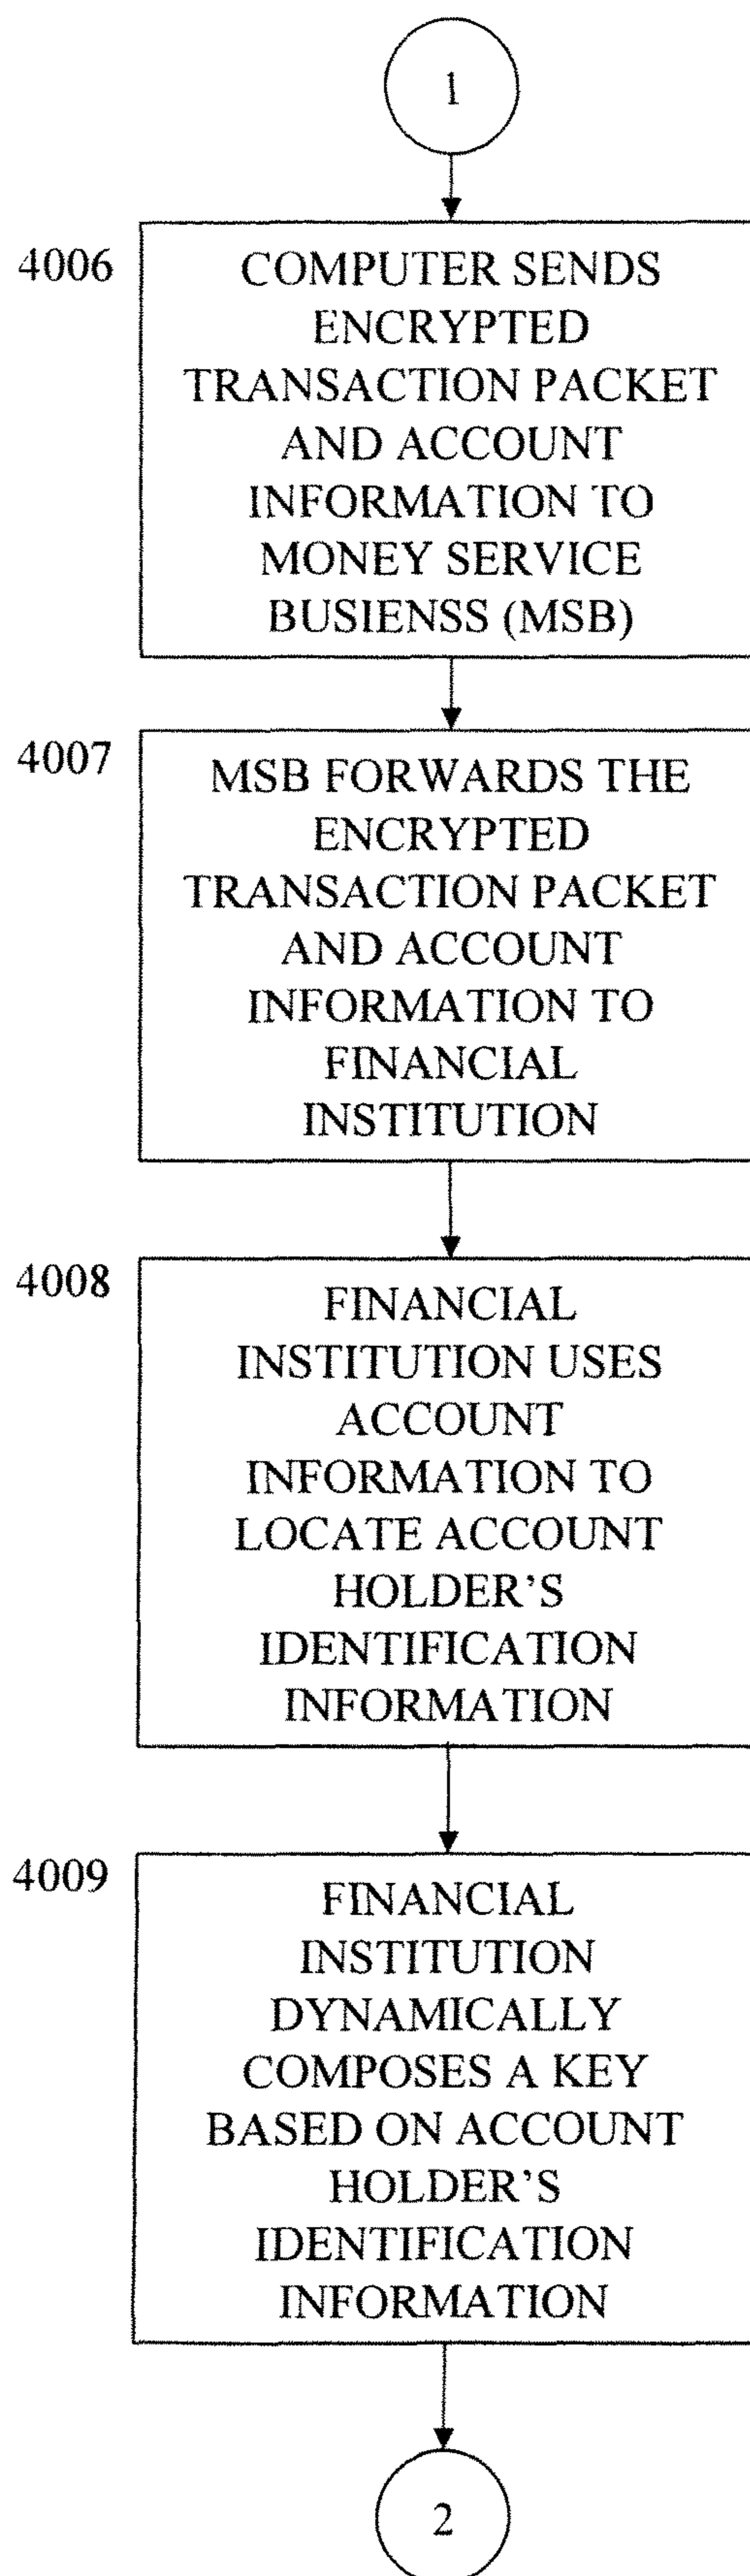 1
4006
COMPUTER SENDS
ENCRYPTED
TRANSACTION PACKET
AND ACCOUNT
INFORMATION TO
MONEY SERVICE
BUSIENSS (MSB)
4007
MSB FORWARDS THE
ENCRYPTED
TRANSACTION PACKET
AND ACCOUNT
INFORMATION TO
FINANCIAL
INSTITUTION
4008
FINANCIAL
INSTITUTION USES
ACCOUNT
INFORMATION TO
LOCATE ACCOUNT
HOLDER’S
IDENTIFICATION
INFORMATION
4009
FINANCIAL
INSTITUTION
DYNAMICALLY
COMPOSES A KEY
BASED ON ACCOUNT
HOLDER’S
IDENTIFICATION
INFORMATION
2